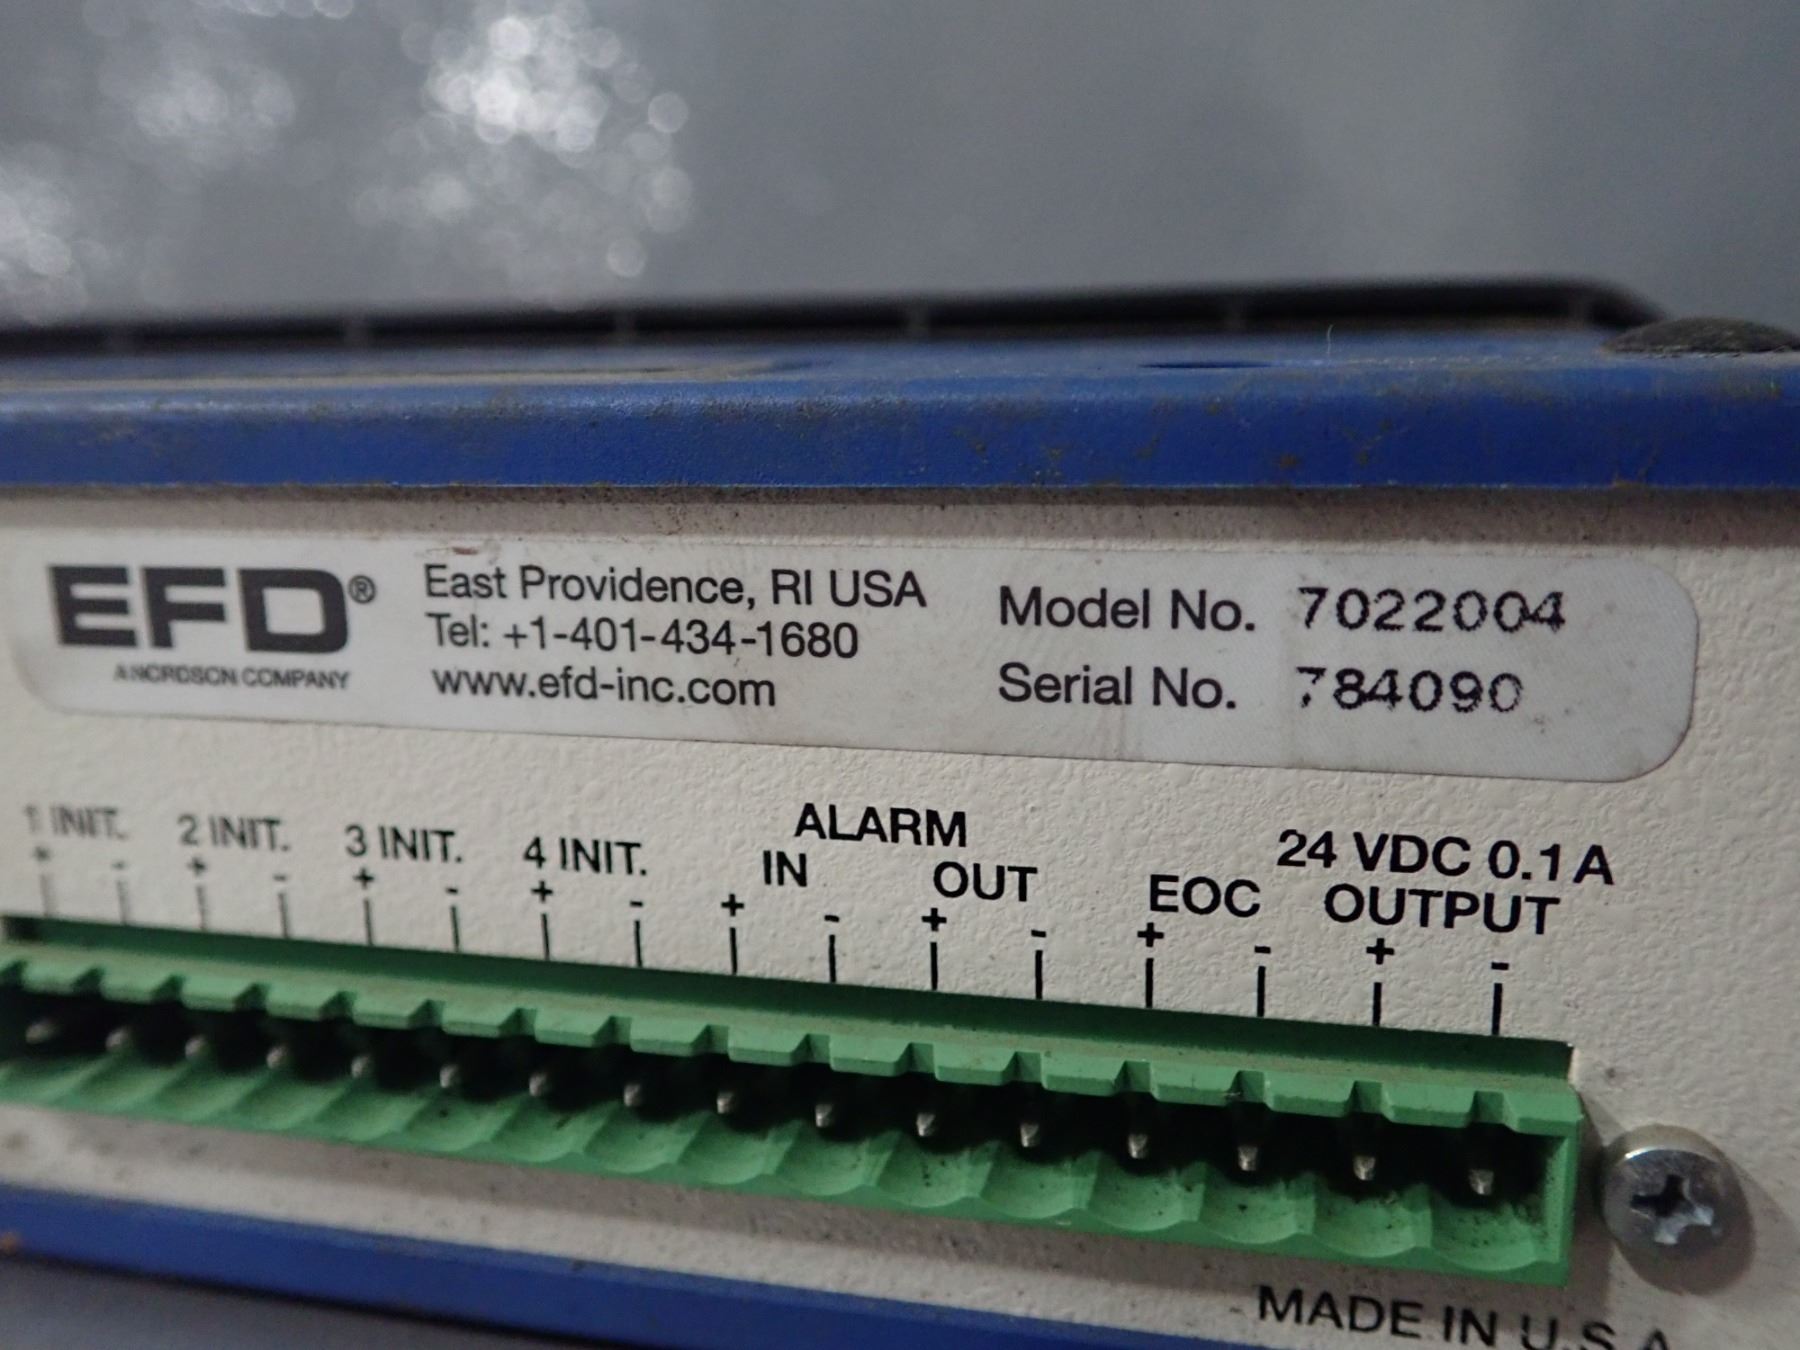 EFD®
A NORDSON COMPANY
East Providence, RI USA
Tel: +1-401-434-1680
www.efd-inc.com
Model No. 7022004
Serial No. 784090
1 INIT. 2 INIT. 3 INIT. 4 INIT. ALARM IN OUT EOC 24 VDC 0.1 A OUTPUT
+ - + - + - + - + - + - + - + -
MADE IN U.S.A